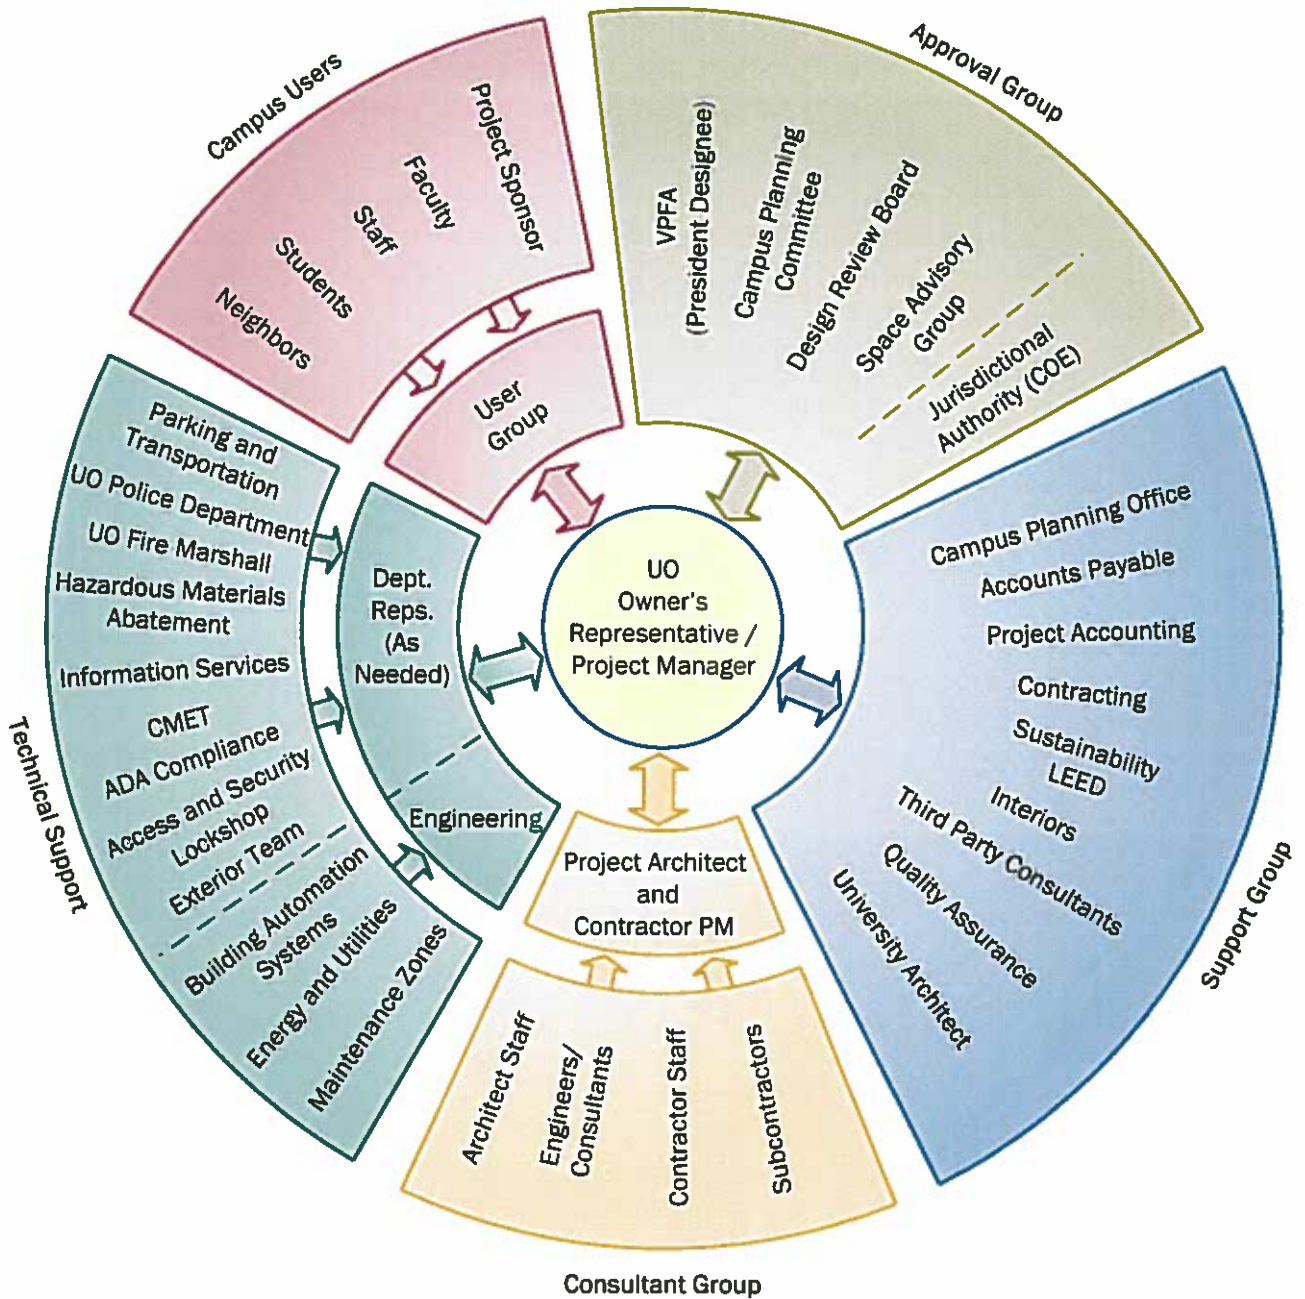 Campus Users
Project Sponsor
Faculty
Staff
Students
Neighbors
User
Group
Approval Group
VPFA
(President Designee)
Campus Planning
Committee
Design Review Board
Space Advisory
Group
Jurisdictional
Authority (COE)
UO
Owner's
Representative /
Project Manager
Support Group
Campus Planning Office
Accounts Payable
Project Accounting
Contracting
Sustainability
LEED
Interiors
Third Party Consultants
Quality Assurance
University Architect
Technical Support
Parking and
Transportation
UO Police Department
UO Fire Marshall
Hazardous Materials
Abatement
Information Services
CMET
ADA Compliance
Access and Security
Lockshop
Exterior Team
Building Automation
Systems
Energy and Utilities
Maintenance Zones
Dept.
Reps.
(As
Needed)
Engineering
Project Architect
and
Contractor PM
Architect Staff
Engineers/
Consultants
Contractor Staff
Subcontractors
Consultant Group